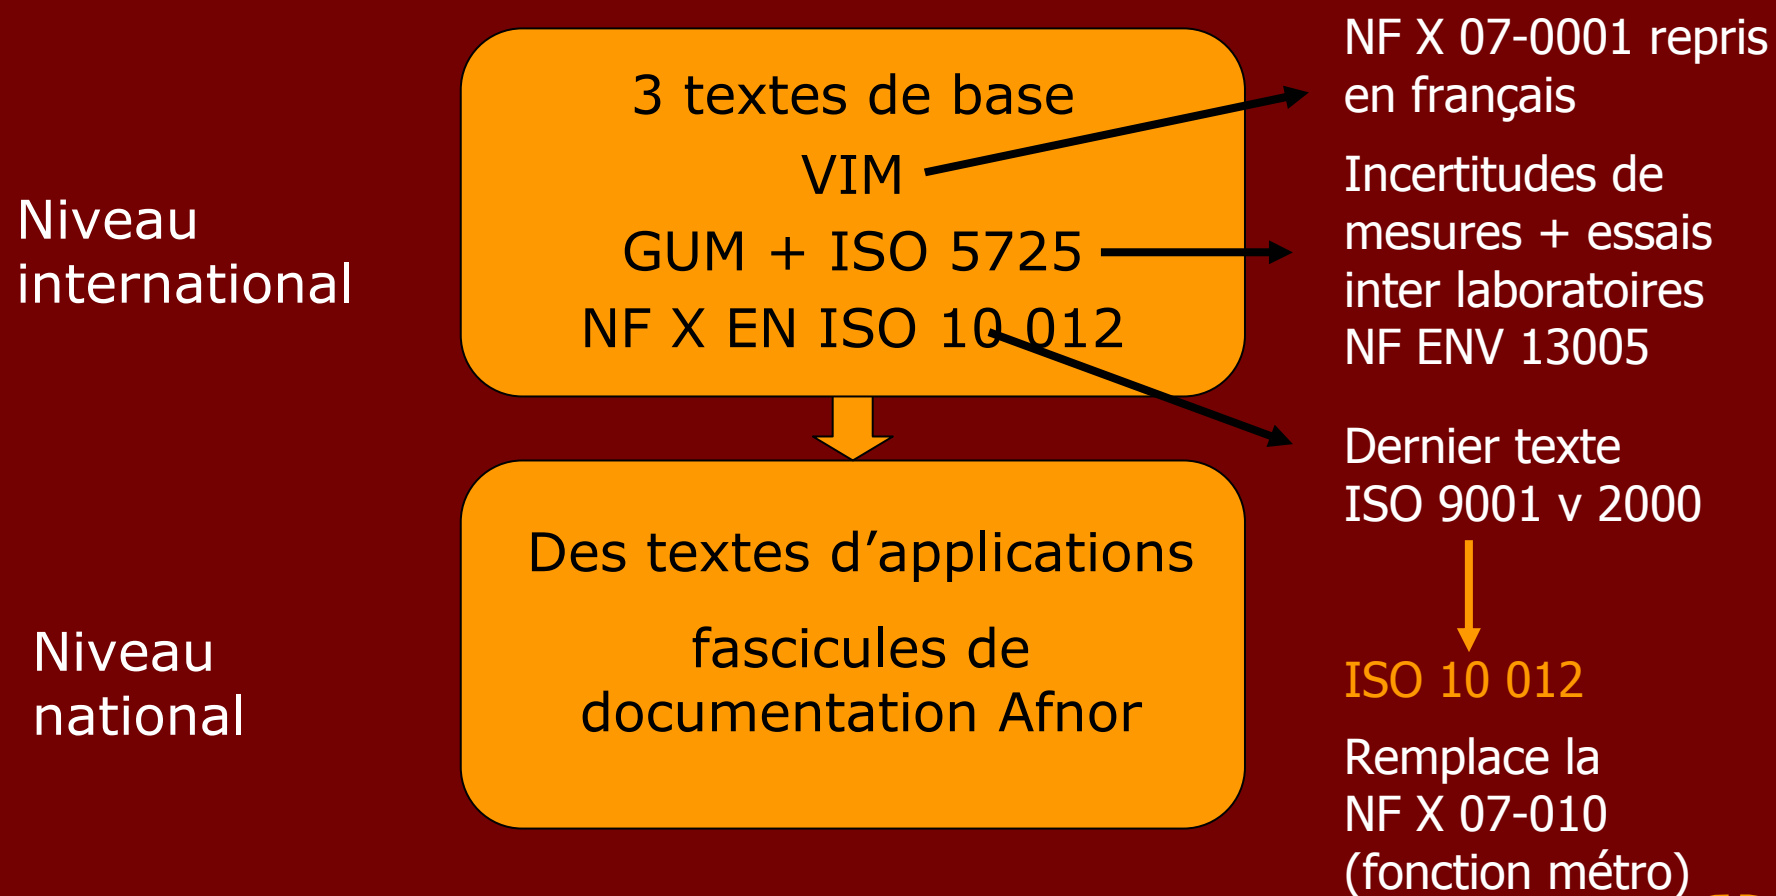 Niveau
international
3 textes de base
VIM
GUM + ISO 5725
NF X EN ISO 10 012
NF X 07-0001 repris
en français
Incertitudes de
mesures + essais
inter laboratoires
NF ENV 13005
Dernier texte
ISO 9001 v 2000
ISO 10 012
Remplace la
NF X 07-010
(fonction métro)
Niveau
national
Des textes d’applications
fascicules de
documentation Afnor